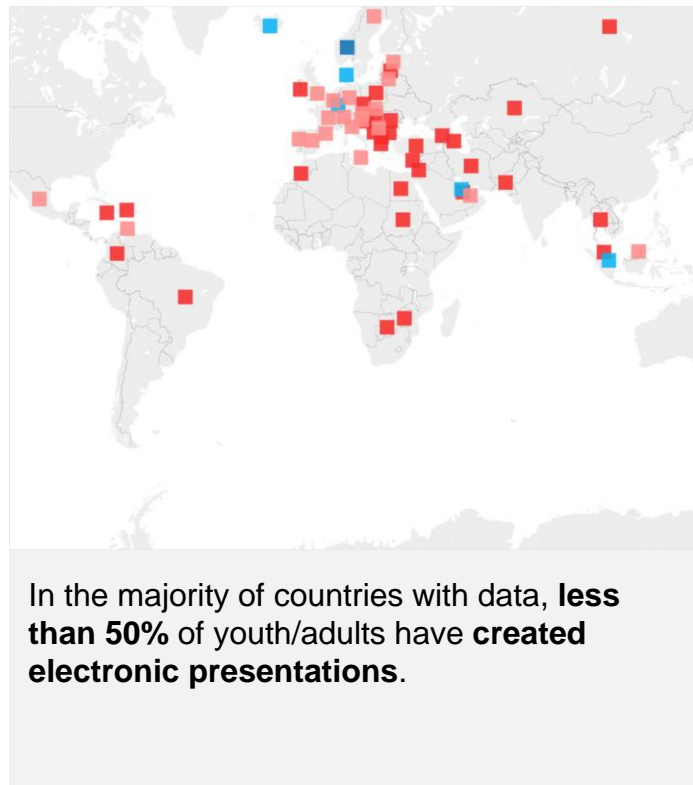 In the majority of countries with data, less
than 50% of youth/adults have created
electronic presentations.